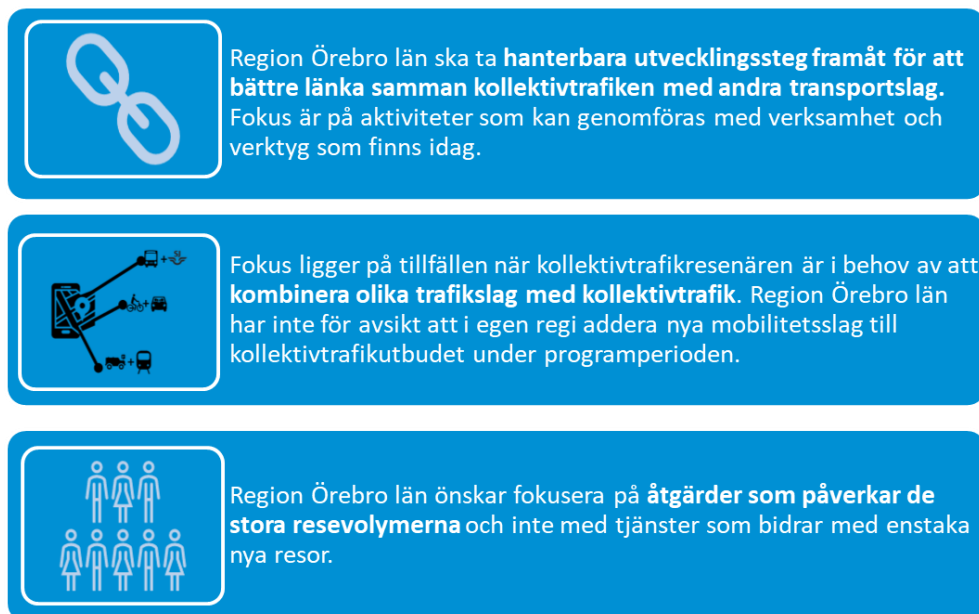 Region Örebro län ska ta hanterbara utvecklingssteg framåt för att
bättre länka samman kollektivtrafiken med andra transportslag.
Fokus är på aktiviteter som kan genomföras med verksamhet och
verktyg som finns idag.
Fokus ligger på tillfällen när kollektivtrafikresenären är i behov av att
kombinera olika trafikslag med kollektivtrafik. Region Örebro län
har inte för avsikt att i egen regi addera nya mobilitetsslag till
kollektivtrafikutbudet under programperioden.
Region Örebro län önskar fokusera på åtgärder som påverkar de
stora resevolymerna och inte med tjänster som bidrar med enstaka
nya resor.